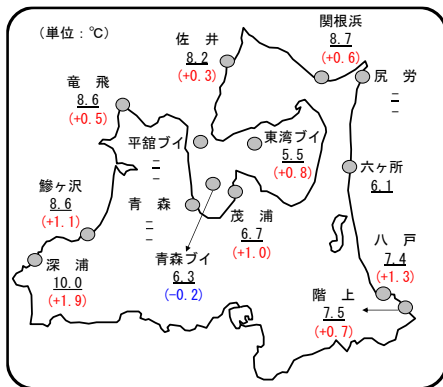 （単位：℃）
佐井
8.2
(+0.3)
関根浜
8.7
(+0.6)
尻労
－
－
竜飛
8.6
(+0.5)
平舘ブイ
－
－
東湾ブイ
5.5
(+0.8)
六ヶ所
6.1
鰺ヶ沢
8.6
(+1.1)
青森
－
－
茂浦
6.7
(+1.0)
青森ブイ
6.3
(-0.2)
深浦
10.0
(+1.9)
八戸
7.4
(+1.3)
階上
7.5
(+0.7)